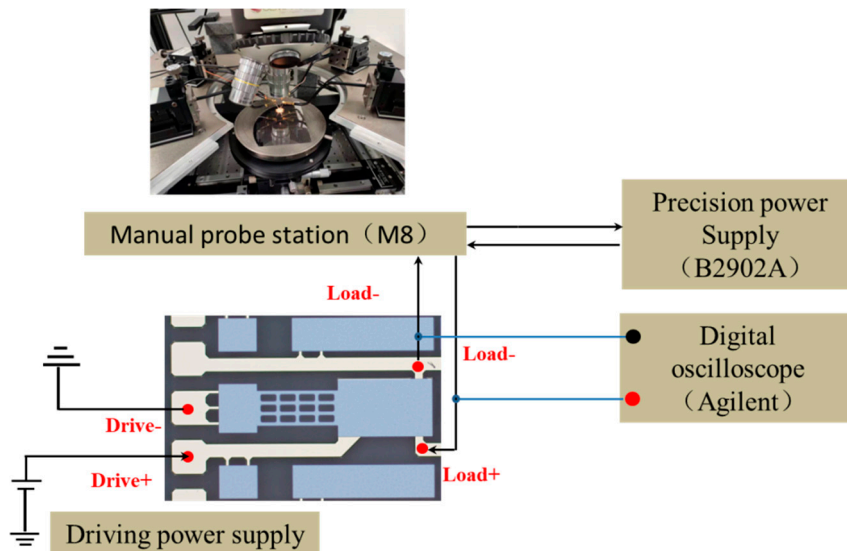 Manual probe station（M8）
Precision power
Supply
（B2902A）
Load-
Load-
Digital
oscilloscope
（Agilent）
Drive-
Drive+
Load+
Driving power supply